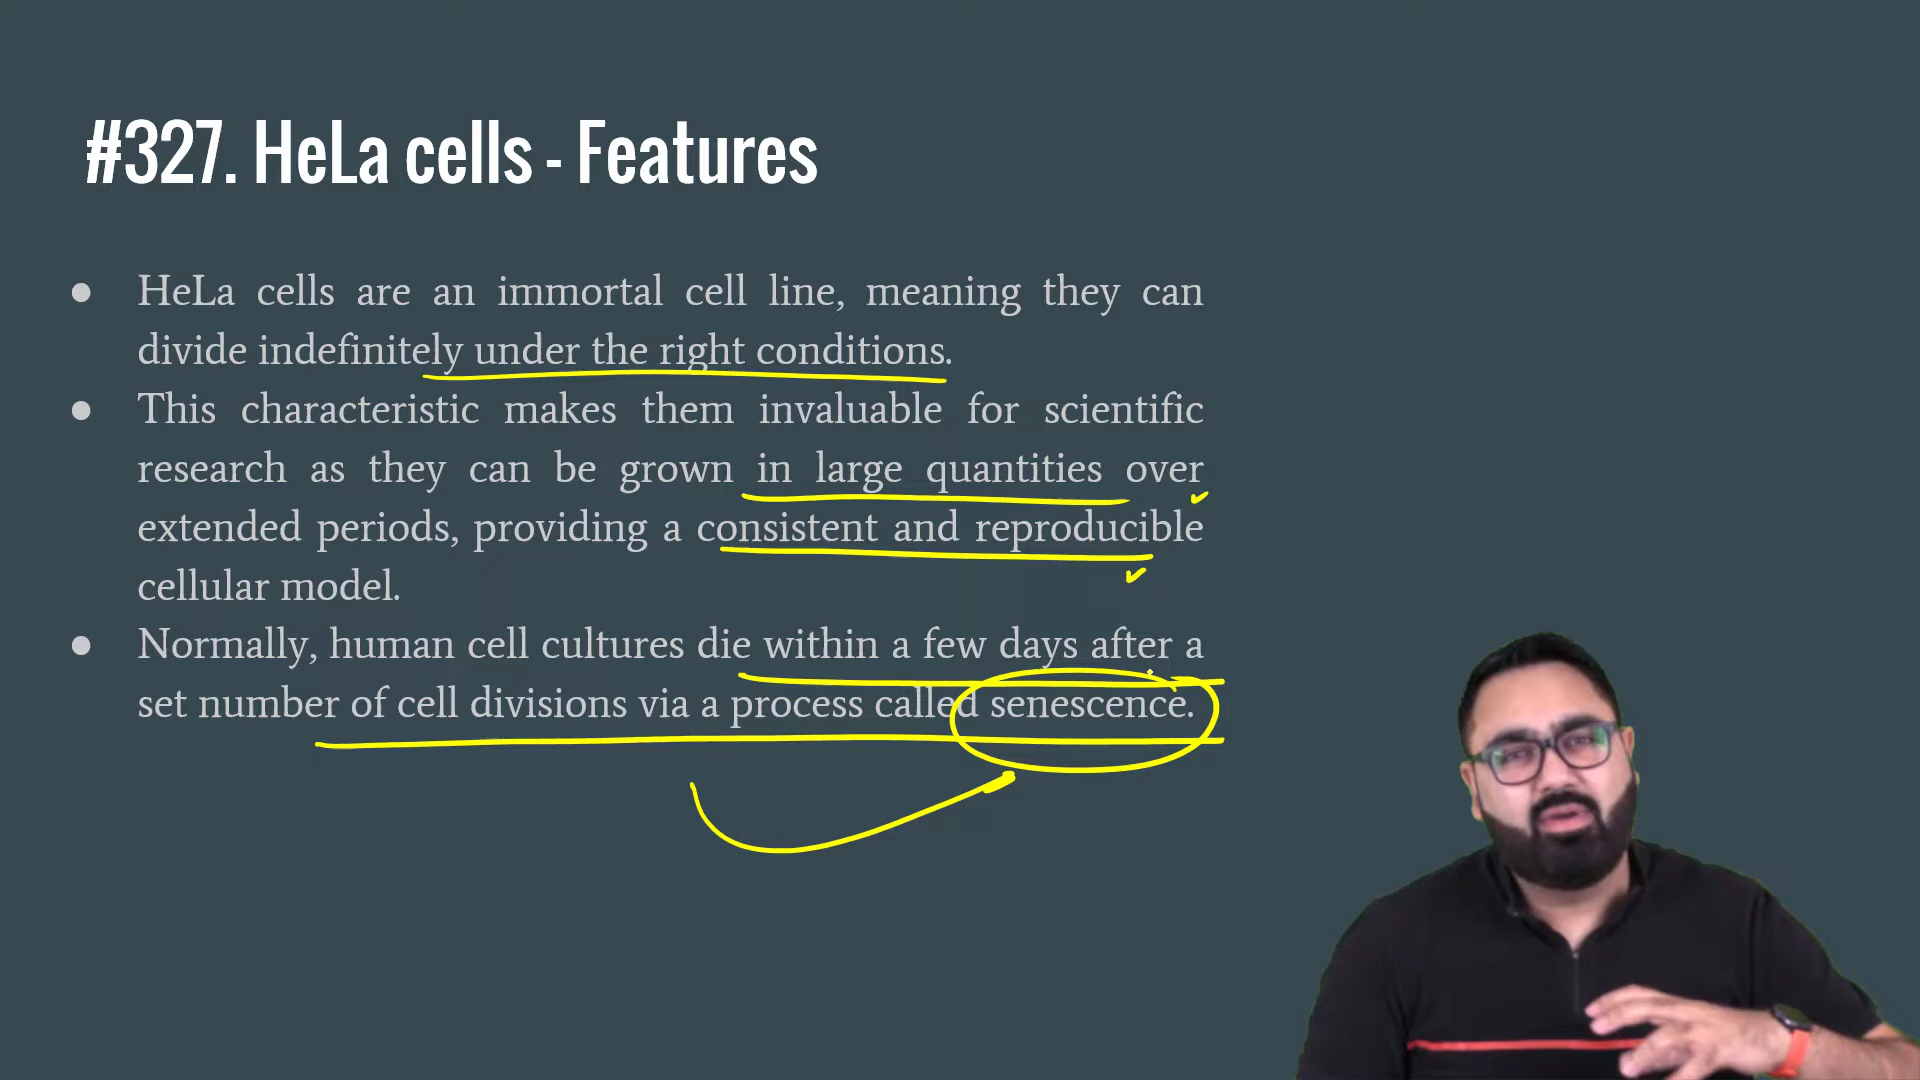 #327. HeLa cells - Features
● HeLa cells are an immortal cell line, meaning they can
divide indefinitely under the right conditions.
● This characteristic makes them invaluable for scientific
research as they can be grown in large quantities over
extended periods, providing a consistent and reproducible
cellular model.
● Normally, human cell cultures die within a few days after a
set number of cell divisions via a process called senescence.